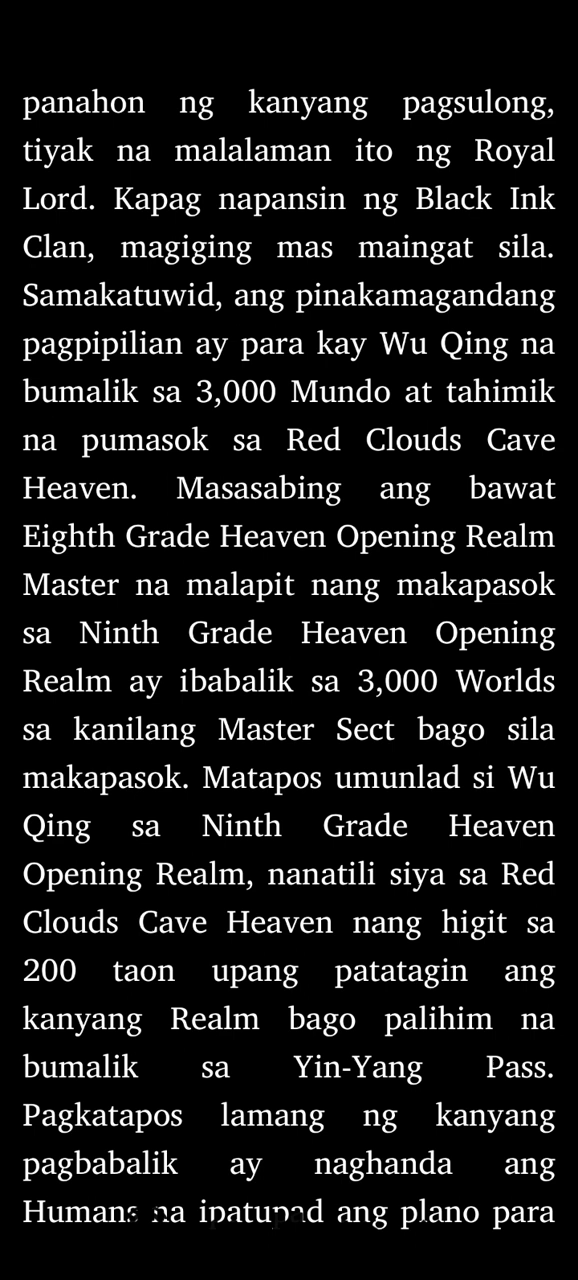 panahon ng kanyang pagsulong,
tiyak na malalaman ito ng Royal
Lord. Kapag napansin ng Black Ink
Clan, magiging mas maingat sila.
Samakatuwid, ang pinakamagandang
pagpipilian ay para kay Wu Qing na
bumalik sa 3,000 Mundo at tahimik
na pumasok sa Red Clouds Cave
Heaven. Masasabing ang bawat
Eighth Grade Heaven Opening Realm
Master na malapit nang makapasok
sa Ninth Grade Heaven Opening
Realm ay ibabalik sa 3,000 Worlds
sa kanilang Master Sect bago sila
makapasok. Matapos umunlad si Wu
Qing sa Ninth Grade Heaven
Opening Realm, nanatili siya sa Red
Clouds Cave Heaven nang higit sa
200 taon upang patatagin ang
kanyang Realm bago palihim na
bumalik sa Yin-Yang Pass.
Pagkatapos lamang ng kanyang
pagbabalik ay naghanda ang
Humans na ipatupad ang plano para